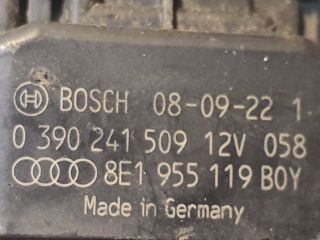 BOSCH 08-09-22 1
0 390 241 509 12V 058
8E1 955 119 B0Y
Made in Germany